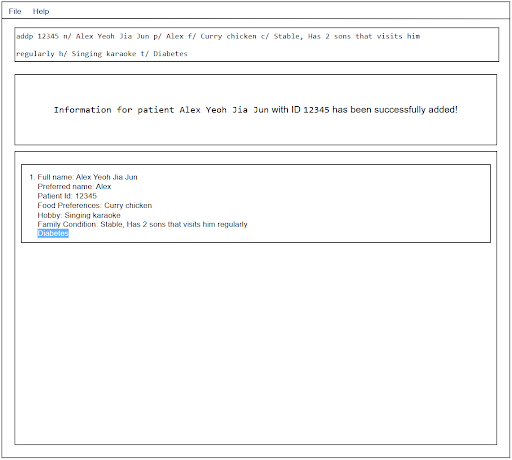 File Help
addp 12345 n/ Alex Yeoh Jia Jun p/ Alex f/ Curry chicken c/ Stable, Has 2 sons that visits him
regularly h/ Singing karaoke t/ Diabetes
Information for patient Alex Yeoh Jia Jun with ID 12345 has been successfully added!
1. Full name: Alex Yeoh Jia Jun
Preferred name: Alex
Patient Id: 12345
Food Preferences: Curry chicken
Hobby: Singing karaoke
Family Condition: Stable, Has 2 sons that visits him regularly
Diabetes